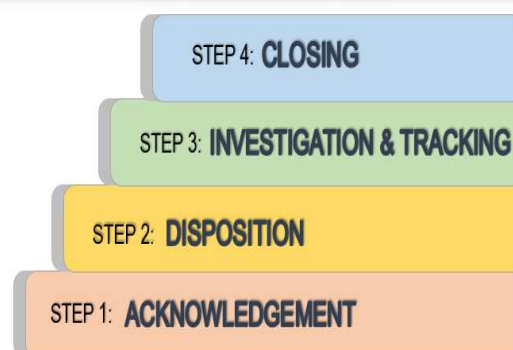 STEP 4: CLOSING
STEP 3: INVESTIGATION & TRACKING
STEP 2: DISPOSITION
STEP 1: ACKNOWLEDGEMENT